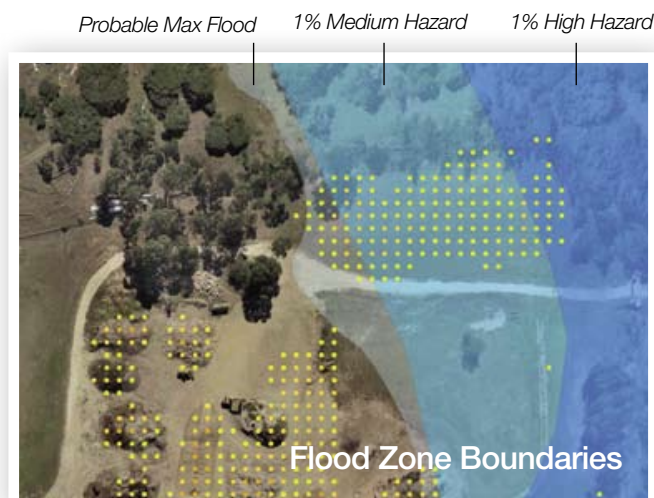 Probable Max Flood
1% Medium Hazard
1% High Hazard
Flood Zone Boundaries